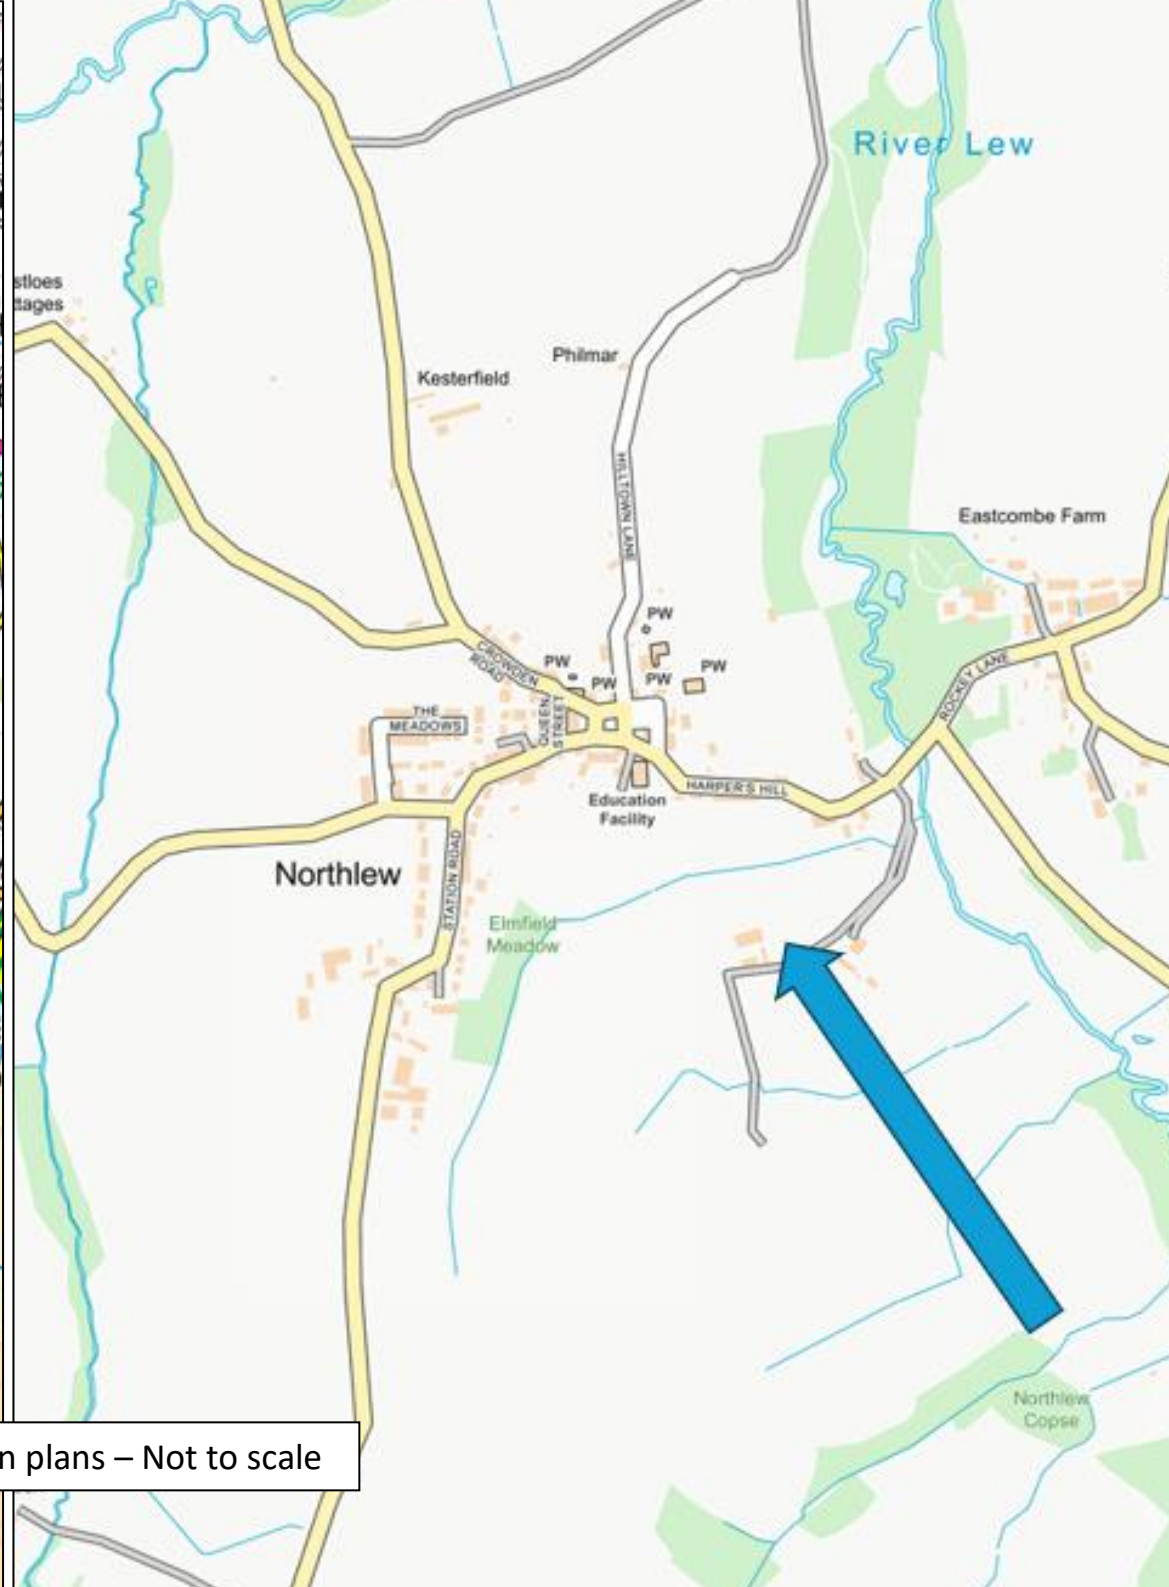 River Lew
stloes
ttages
Philmar
Kesterfield
HILLTOWN LANE
Eastcombe Farm
PW
PW
PW
PW
PW
CROWDEN
ROAD
ROCKEY LANE
THE
MEADOWS
QUEEN
STREET
HARPER'S HILL
Education
Facility
Northlew
STATION ROAD
Elmfield
Meadow
Northlew
Copse
n plans – Not to scale